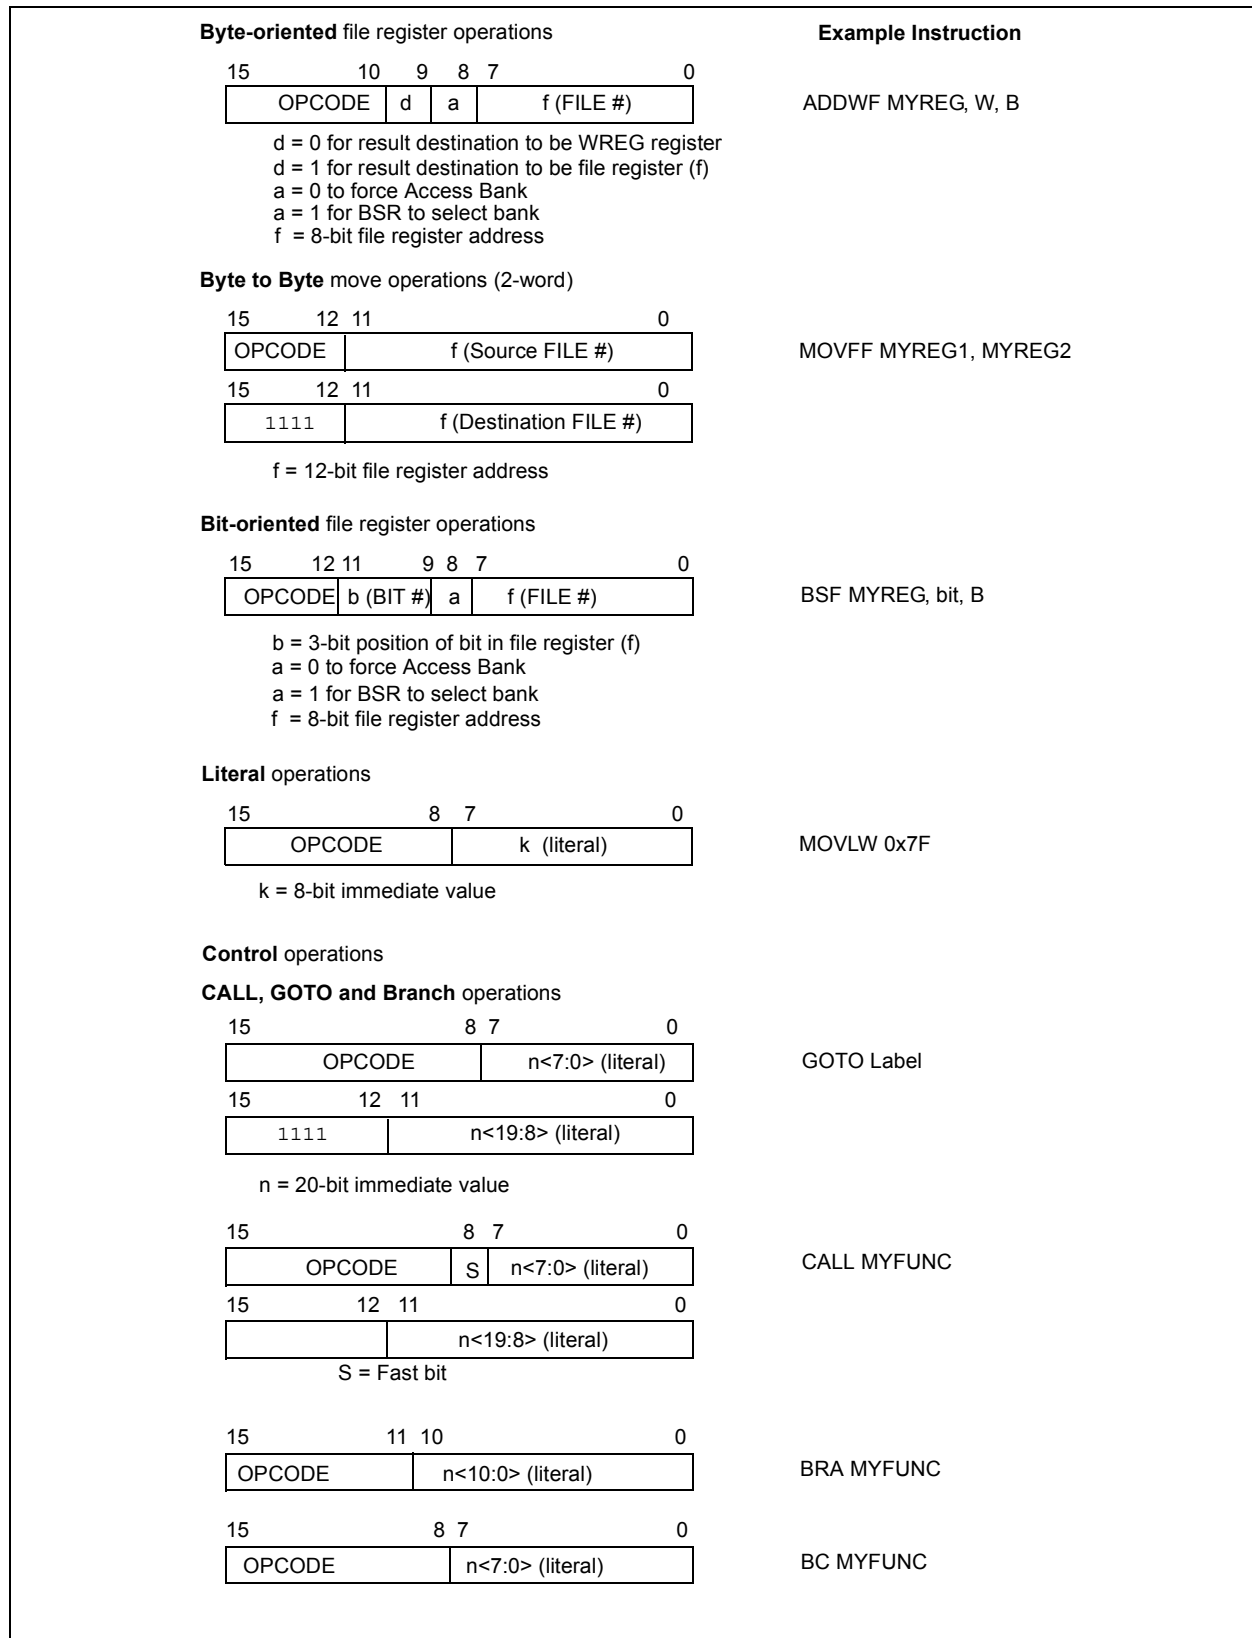 Byte-oriented file register operations Example Instruction
15 10 9 8 7 0
OPCODE d a f (FILE #) ADDWF MYREG, W, B
d = 0 for result destination to be WREG register
d = 1 for result destination to be file register (f)
a = 0 to force Access Bank
a = 1 for BSR to select bank
f = 8-bit file register address
Byte to Byte move operations (2-word)
15 12 11 0
OPCODE f (Source FILE #) MOVFF MYREG1, MYREG2
15 12 11 0
1111 f (Destination FILE #)
f = 12-bit file register address
Bit-oriented file register operations
15 12 11 9 8 7 0
OPCODE b (BIT #) a f (FILE #) BSF MYREG, bit, B
b = 3-bit position of bit in file register (f)
a = 0 to force Access Bank
a = 1 for BSR to select bank
f = 8-bit file register address
Literal operations
15 8 7 0
OPCODE k (literal) MOVLW 0x7F
k = 8-bit immediate value
Control operations
CALL, GOTO and Branch operations
15 8 7 0
OPCODE n<7:0> (literal) GOTO Label
15 12 11 0
1111 n<19:8> (literal)
n = 20-bit immediate value
15 8 7 0
OPCODE S n<7:0> (literal) CALL MYFUNC
15 12 11 0
n<19:8> (literal)
S = Fast bit
15 11 10 0
OPCODE n<10:0> (literal) BRA MYFUNC
15 8 7 0
OPCODE n<7:0> (literal) BC MYFUNC